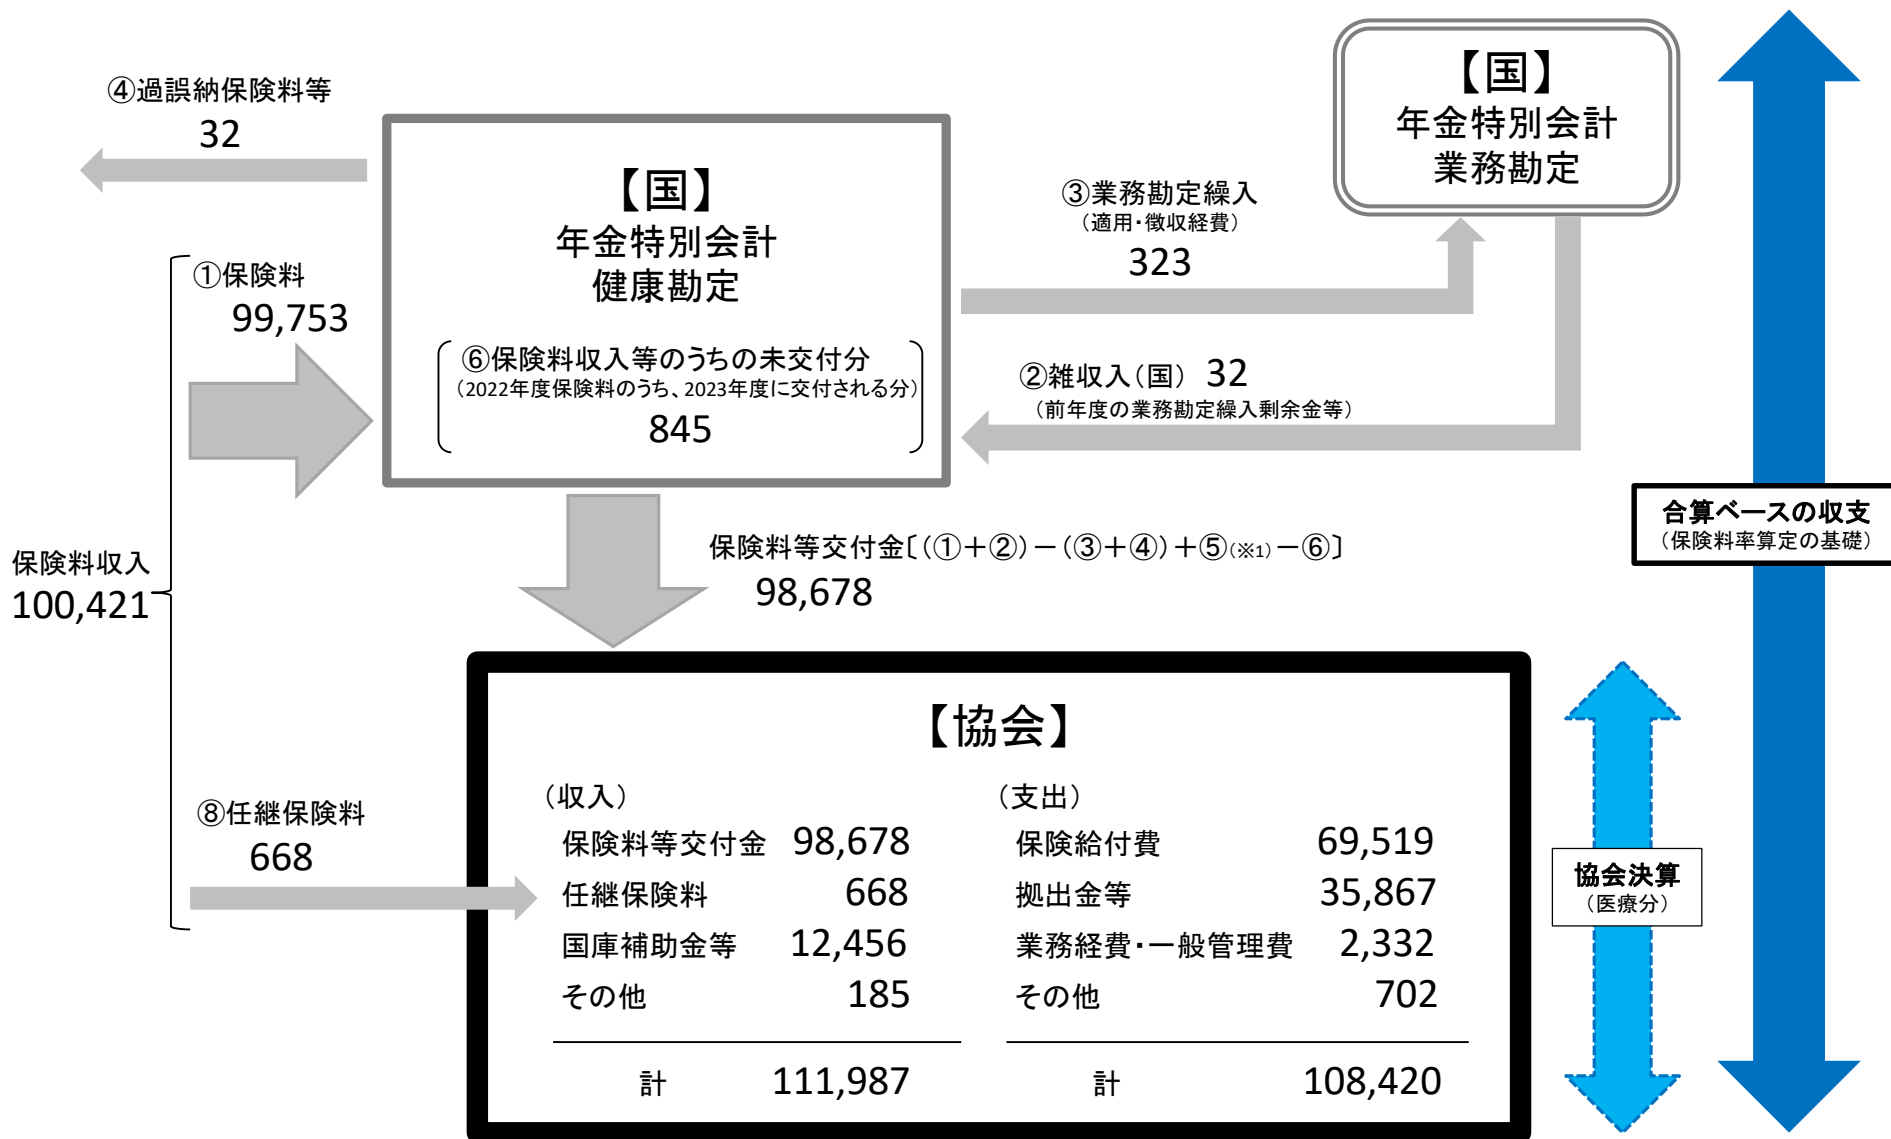 ④過誤納保険料等
32
【国】
年金特別会計
業務勘定
【国】
年金特別会計
健康勘定
⑥保険料収入等のうちの未交付分
(2022年度保険料のうち、2023年度に交付される分)
845
③業務勘定繰入
(適用・徴収経費)
323
①保険料
99,753
②雑収入(国) 32
(前年度の業務勘定繰入剰余金等)
合算ベースの収支
(保険料率算定の基礎)
保険料収入
100,421
保険料等交付金〔(①+②)-(③+④)+⑤(※1)-⑥〕
98,678
【協会】
⑧任継保険料
668
(収入)
保険料等交付金 98,678
任継保険料 668
国庫補助金等 12,456
その他 185
計 111,987
(支出)
保険給付費 69,519
拠出金等 35,867
業務経費・一般管理費 2,332
その他 702
計 108,420
協会決算
(医療分)